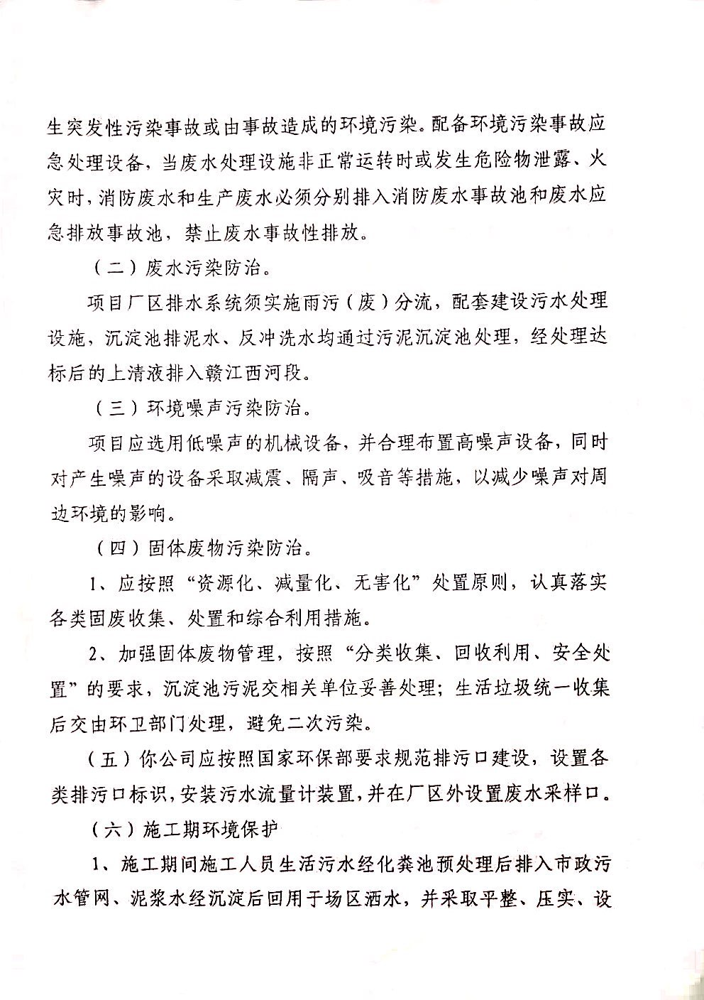 生突发性污染事故或由事故造成的环境污染。配备环境污染事故应
急处理设备，当废水处理设施非正常运转时或发生危险物泄露、火
灾时，消防废水和生产废水必须分别排入消防废水事故池和废水应
急排放事故池，禁止废水事故性排放。
（二）废水污染防治。
项目厂区排水系统须实施雨污（废）分流，配套建设污水处理
设施，沉淀池排泥水、反冲洗水均通过污泥沉淀池处理，经处理达
标后的上清液排入赣江西河段。
（三）环境噪声污染防治。
项目应选用低噪声的机械设备，并合理布置高噪声设备，同时
对产生噪声的设备采取减震、隔声、吸音等措施，以减少噪声对周
边环境的影响。
（四）固体废物污染防治。
1、应按照“资源化、减量化、无害化”处置原则，认真落实
各类固废收集、处置和综合利用措施。
2、加强固体废物管理，按照“分类收集、回收利用、安全处
置”的要求，沉淀池污泥交相关单位妥善处理；生活垃圾统一收集
后交由环卫部门处理，避免二次污染。
（五）你公司应按照国家环保部要求规范排污口建设，设置各
类排污口标识，安装污水流量计装置，并在厂区外设置废水采样口。
（六）施工期环境保护
1、施工期间施工人员生活污水经化粪池预处理后排入市政污
水管网、泥浆水经沉淀后回用于场区洒水，并采取平整、压实、设